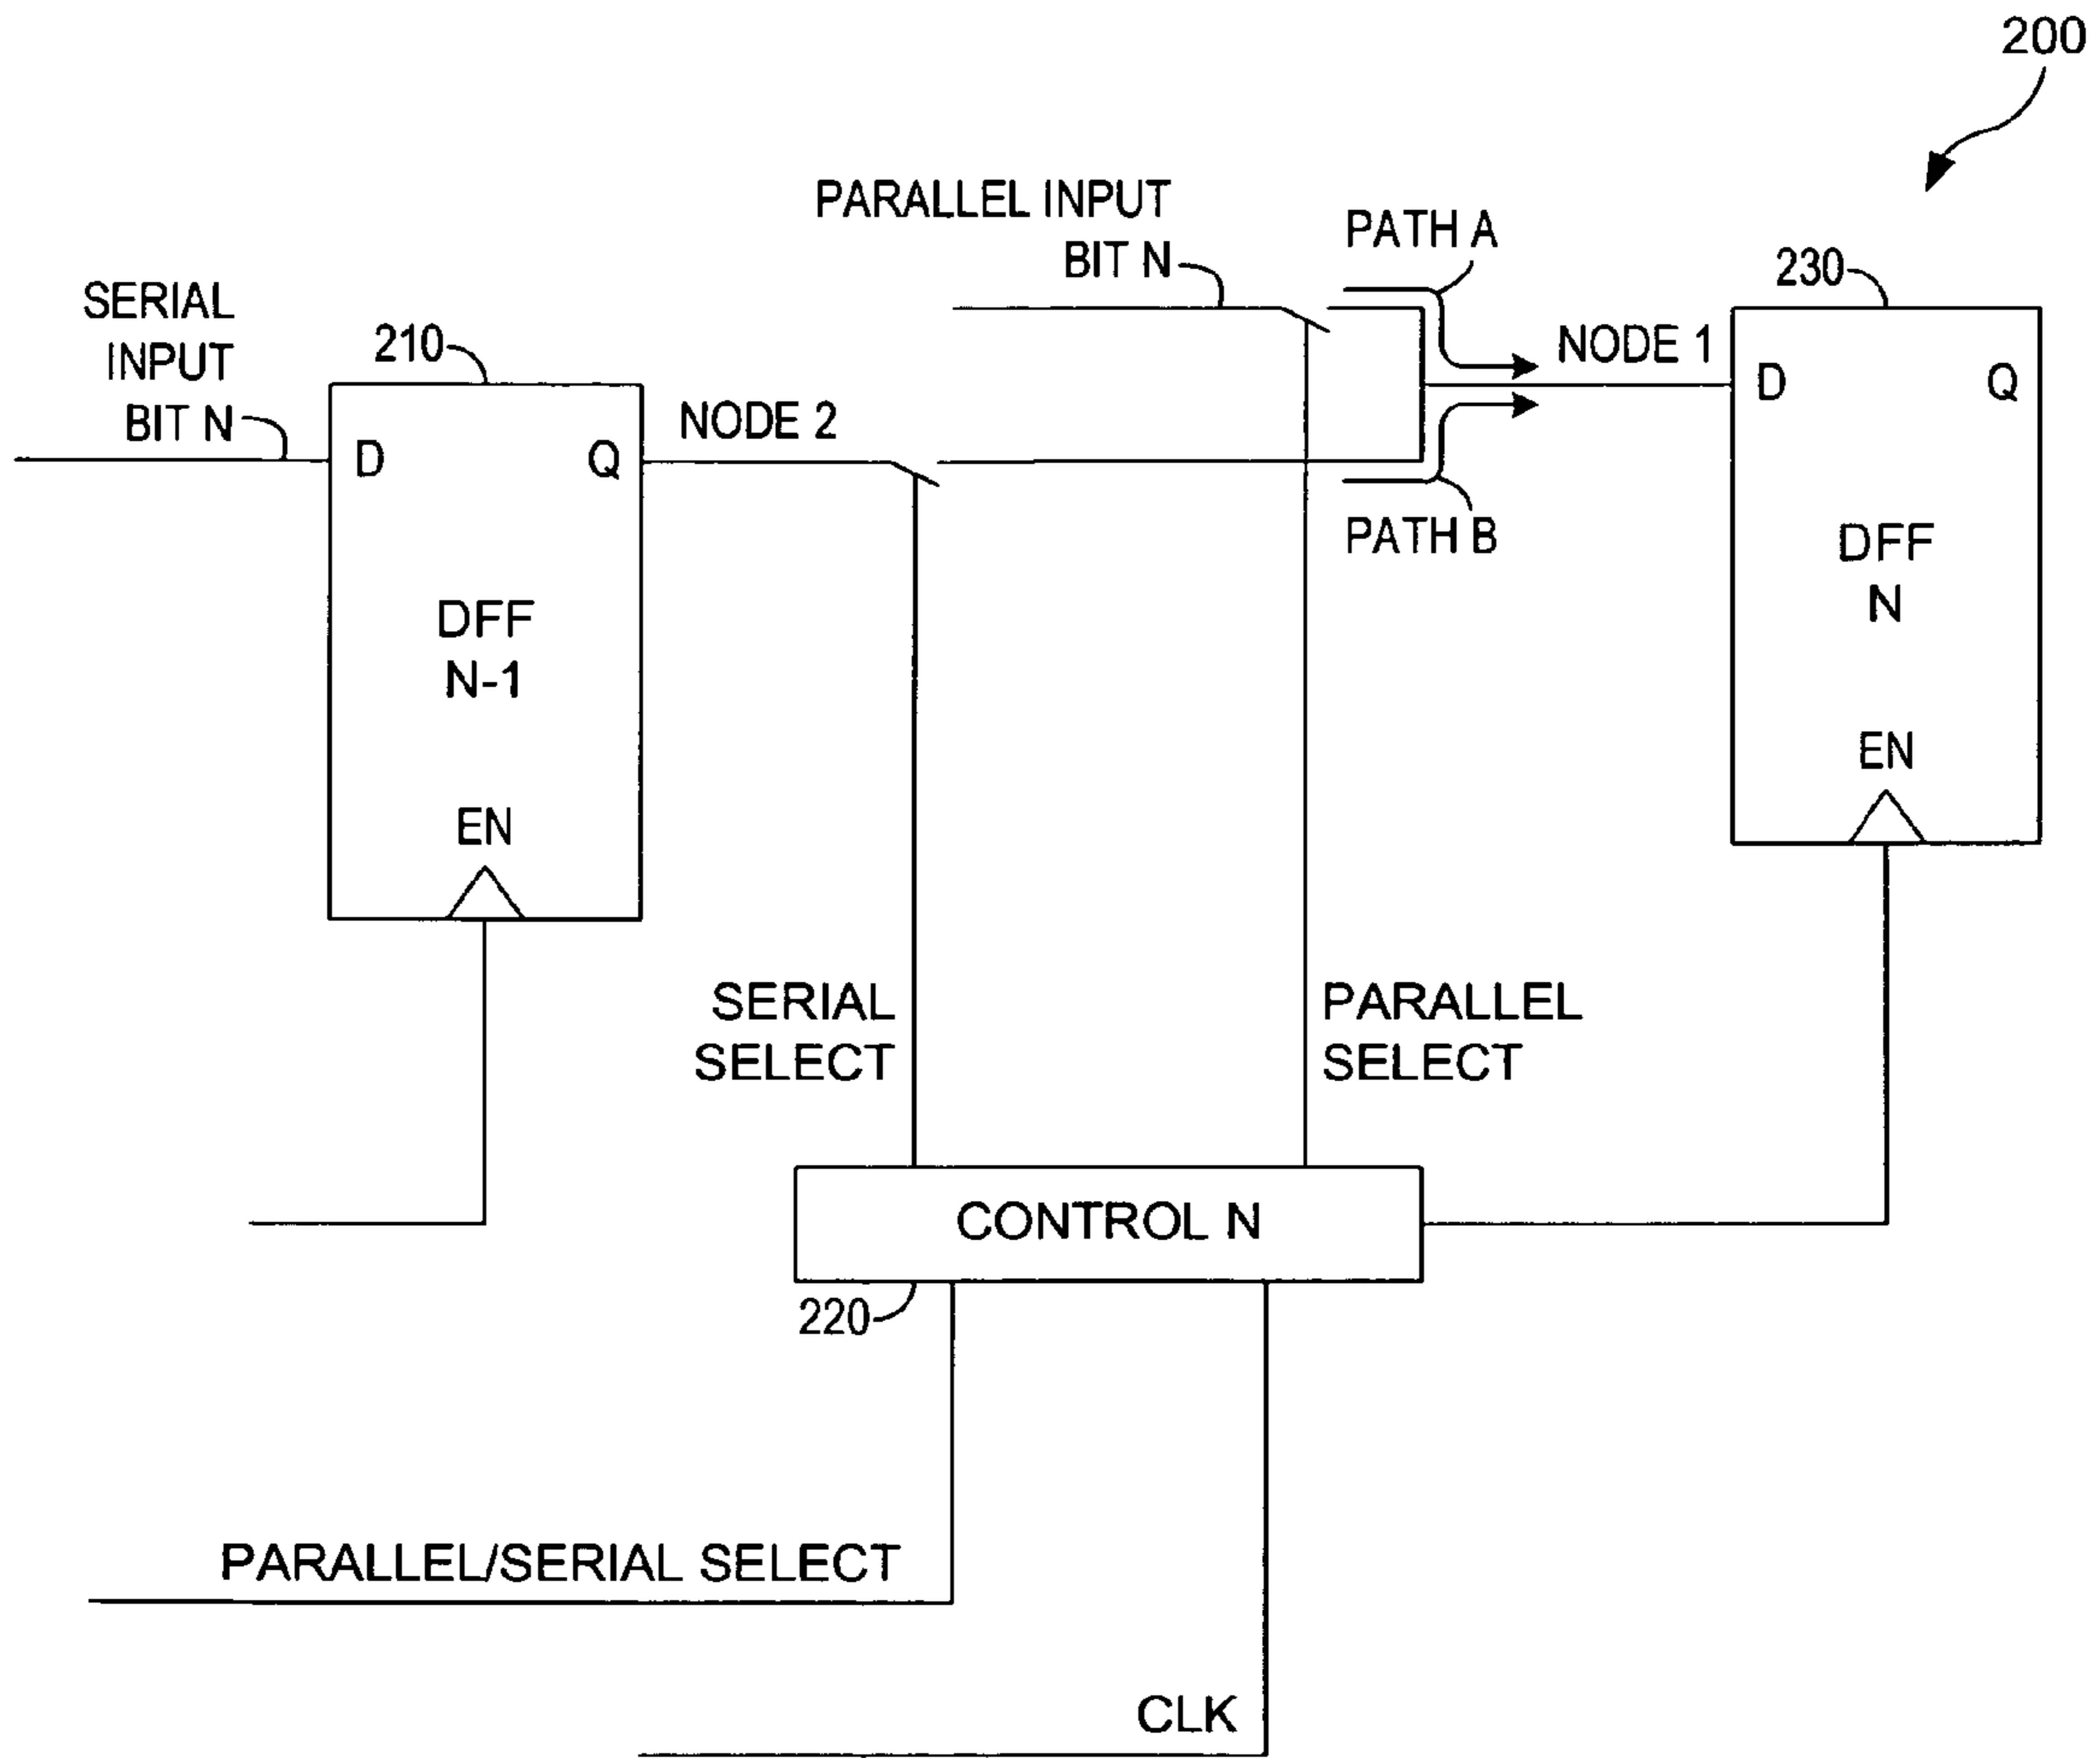 200
PARALLEL INPUT
BIT N
PATH A
230
SERIAL
INPUT
BIT N
210
NODE 1
D
Q
NODE 2
D
Q
PATH B
DFF
N
DFF
N-1
EN
EN
SERIAL
SELECT
PARALLEL
SELECT
CONTROL N
220
PARALLEL/SERIAL SELECT
CLK